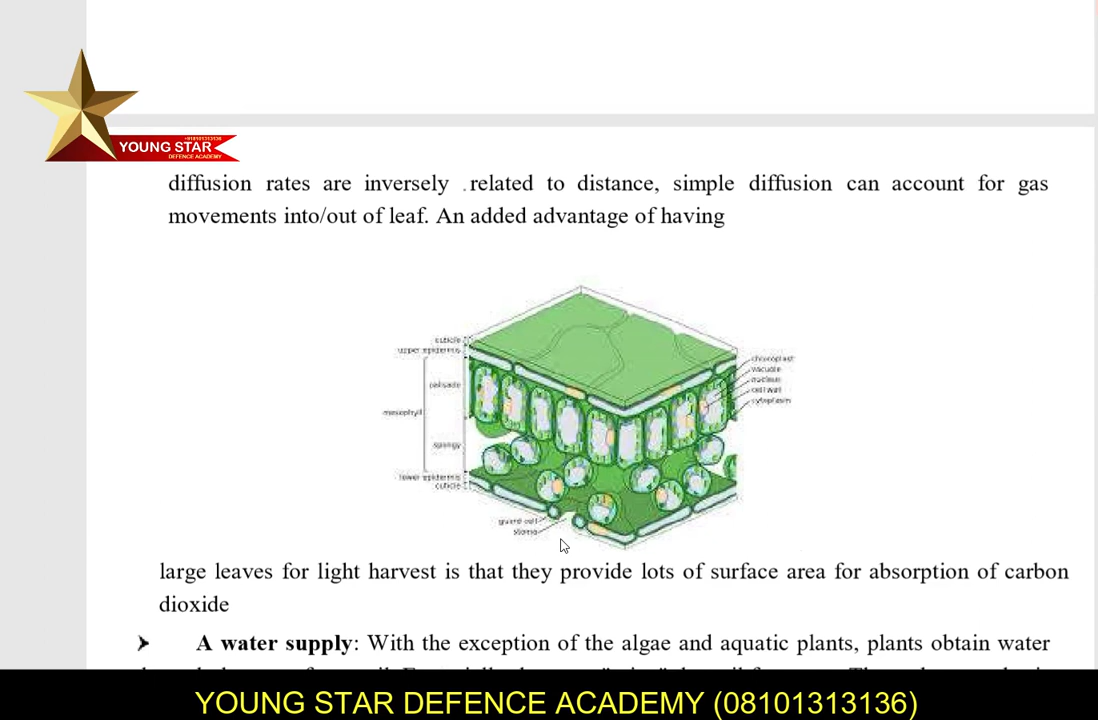 +08101313136
YOUNG STAR
DEFENCE ACADEMY
diffusion rates are inversely .related to distance, simple diffusion can account for gas
movements into/out of leaf. An added advantage of having
cuticle
upper epidermis
palisade
mesophyll
spongy
lower epidermis
cuticle
guard cell
stoma
chloroplast
vacuole
nucleus
cell wall
cytoplasm
large leaves for light harvest is that they provide lots of surface area for absorption of carbon
dioxide
➤ A water supply: With the exception of the algae and aquatic plants, plants obtain water
YOUNG STAR DEFENCE ACADEMY (08101313136)